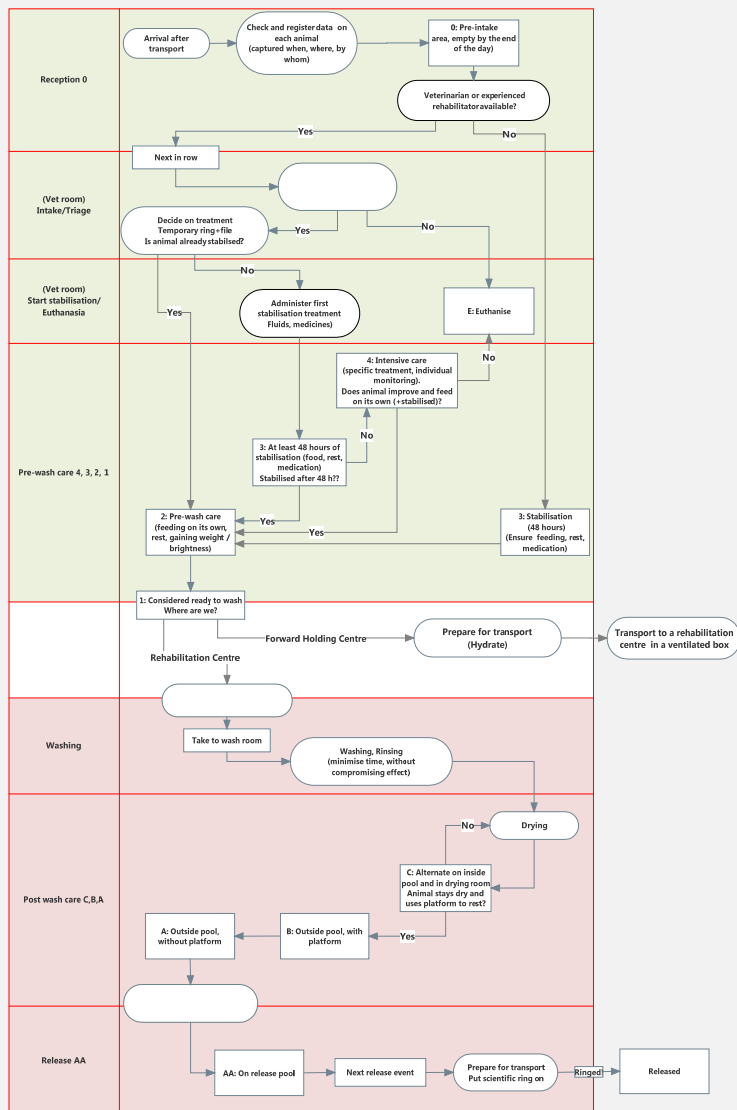 Reception 0
Arrival after
transport
Check and register data on
each animal
(captured when, where, by
whom)
0: Pre-intake
area, empty by the end
of the day)
Veterinarian or experienced
rehabilitator available?
Yes
No
Next in row
(Vet room)
Intake/Triage
Decide on treatment
Temporary ring+file
Is animal already stabilsed?
Yes
No
(Vet room)
Start stabilisation/
Euthanasia
No
Yes
Administer first
stabilisation treatment
Fluids, medicines)
E: Euthanise
Pre-wash care 4, 3, 2, 1
4: Intensive care
(specific treatment, individual
monitoring).
Does animal improve and feed
on its own (+stabilised)?
No
No
3: At least 48 hours of
stabilisation (food, rest,
medication)
Stabilised after 48 h??
Yes
Yes
2: Pre-wash care
(feeding on its own,
rest, gaining weight /
brightness)
3: Stabilisation
(48 hours)
(Ensure feeding, rest,
medication)
1: Considered ready to wash
Where are we?
Forward Holding Centre
Prepare for transport
(Hydrate)
Transport to a rehabilitation
centre in a ventilated box
Rehabilitation Centre
Washing
Take to wash room
Washing, Rinsing
(minimise time, without
compromising effect)
Post wash care C,B,A
Drying
No
C: Alternate on inside
pool and in drying room
Animal stays dry and
uses platform to rest?
Yes
B: Outside pool, with
platform
A: Outside pool,
without platform
Release AA
AA: On release pool
Next release event
Prepare for transport
Put scientific ring on
Ringed!
Released